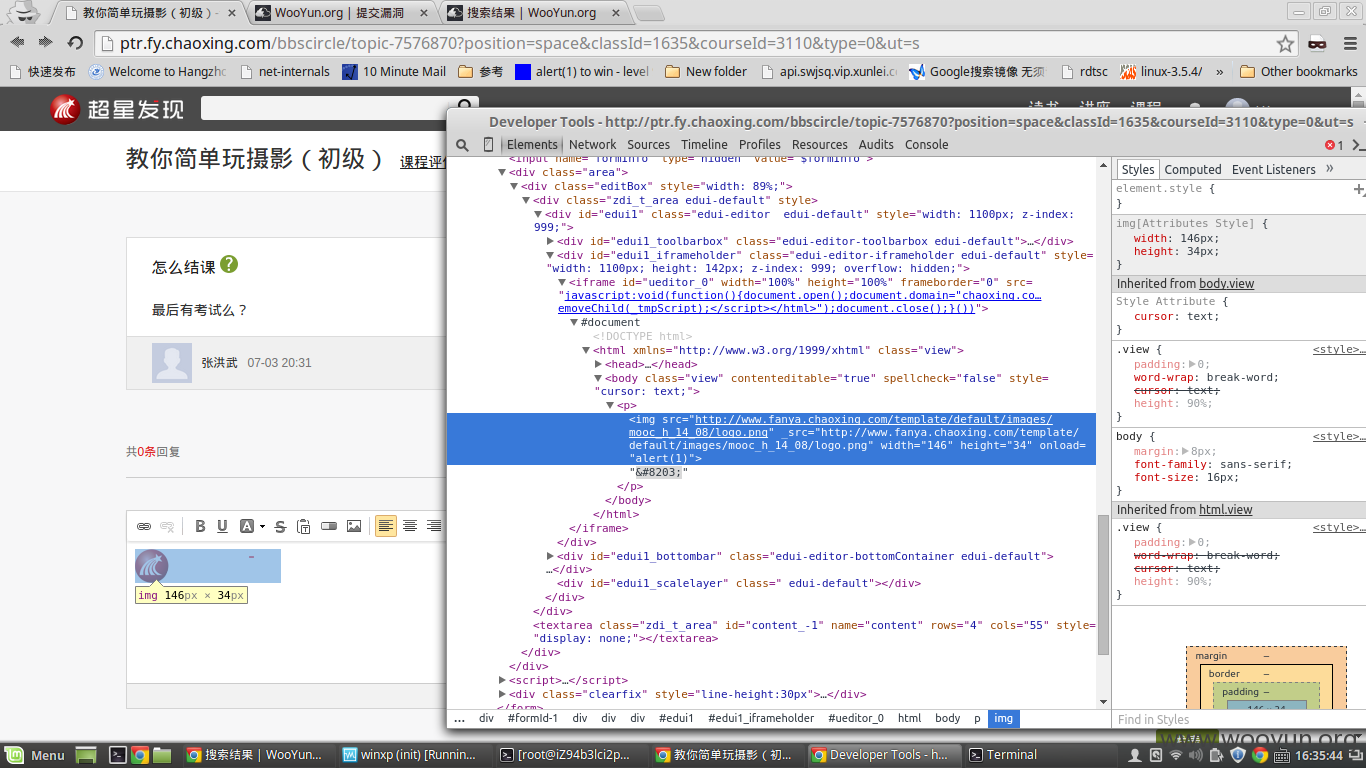 教你简单玩摄影（初级）-
WooYun.org | 提交漏洞
搜索结果 | WooYun.org
ptr.fy.chaoxing.com/bbscircle/topic-7576870?position=space&classId=1635&courseId=3110&type=0&ut=s
快速发布 Welcome to Hangzho net-internals 10 Minute Mail 参考 alert(1) to win - level New folder api.swjsq.vip.xunlei.c Google搜索镜像 无须 rdtsc linux-3.5.4/ » Other bookmarks
超星发现 读书 讲座 课程
教你简单玩摄影（初级） 课程评价
怎么结课 ?
最后有考试么？
张洪武 07-03 20:31
共0条回复
B U A S
img 146px × 34px
Developer Tools - http://ptr.fy.chaoxing.com/bbscircle/topic-7576870?position=space&classId=1635&courseId=3110&type=0&ut=s
Elements Network Sources Timeline Profiles Resources Audits Console 1
<input name="formInfo" type="hidden" value="$formInfo">
<div class="area">
<div class="editBox" style="width: 89%;">
<div class="zdi_t_area edui-default" style>
<div id="edui1" class="edui-editor  edui-default" style="width: 1100px; z-index:
999;">
<div id="edui1_toolbarbox" class="edui-editor-toolbarbox edui-default">…</div>
<div id="edui1_iframeholder" class="edui-editor-iframeholder edui-default" style=
"width: 1100px; height: 142px; z-index: 999; overflow: hidden;">
<iframe id="ueditor_0" width="100%" height="100%" frameborder="0" src=
"javascript:void(function(){document.open();document.domain="chaoxing.co…
emoveChild(_tmpScript);</script></html>");document.close();}())">
#document
<!DOCTYPE html>
<html xmlns="http://www.w3.org/1999/xhtml" class="view">
<head>…</head>
<body class="view" contenteditable="true" spellcheck="false" style=
"cursor: text;">
<p>
<img src="http://www.fanya.chaoxing.com/template/default/images/
mooc_h_14_08/logo.png" _src="http://www.fanya.chaoxing.com/template/
default/images/mooc_h_14_08/logo.png" width="146" height="34" onload=
"alert(1)">
"&#8203;"
</p>
</body>
</html>
</iframe>
</div>
<div id="edui1_bottombar" class="edui-editor-bottomContainer edui-default">
…</div>
<div id="edui1_scalelayer" class=" edui-default"></div>
</div>
</div>
<textarea class="zdi_t_area" id="content_-1" name="content" rows="4" cols="55" style=
"display: none;"></textarea>
</div>
</div>
<script>…</script>
<div class="clearfix" style="line-height:30px">…</div>
</form>
... div #formId-1 div div div #edui1 #edui1_iframeholder #ueditor_0 html body p img
Styles Computed Event Listeners »
element.style {
}
img[Attributes Style] {
width: 146px;
height: 34px;
}
Inherited from body.view
Style Attribute {
cursor: text;
}
.view { <style>…
padding: 0;
word-wrap: break-word;
cursor: text;
height: 90%;
}
body { <style>…
margin: 8px;
font-family: sans-serif;
font-size: 16px;
}
Inherited from html.view
.view { <style>…
padding: 0;
word-wrap: break-word;
cursor: text;
height: 90%;
}
margin –
border –
padding –
146 × 34
Find in Styles
www.wooyun.org
Menu 搜索结果 | WooYun... winxp (init) [Runnin... [root@iZ94b3lci2p... 教你简单玩摄影（初... Developer Tools - h... Terminal 16:35:44